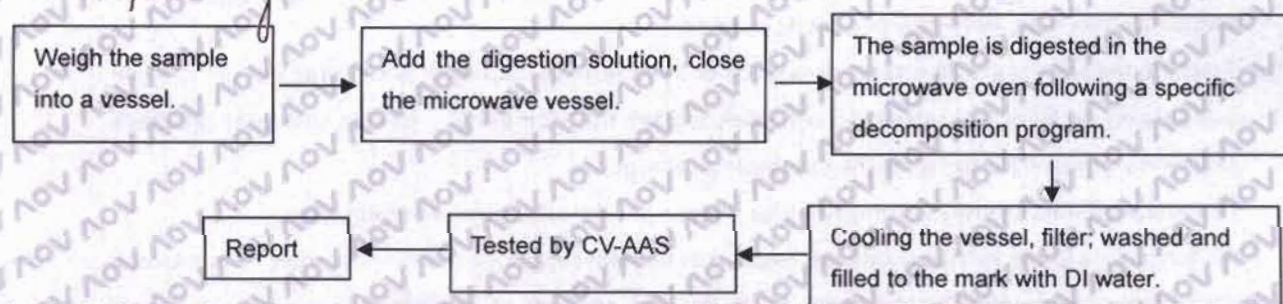 Weigh the sample
into a vessel.
Add the digestion solution, close
the microwave vessel.
The sample is digested in the
microwave oven following a specific
decomposition program.
Cooling the vessel, filter; washed and
filled to the mark with DI water.
Tested by CV-AAS
Report